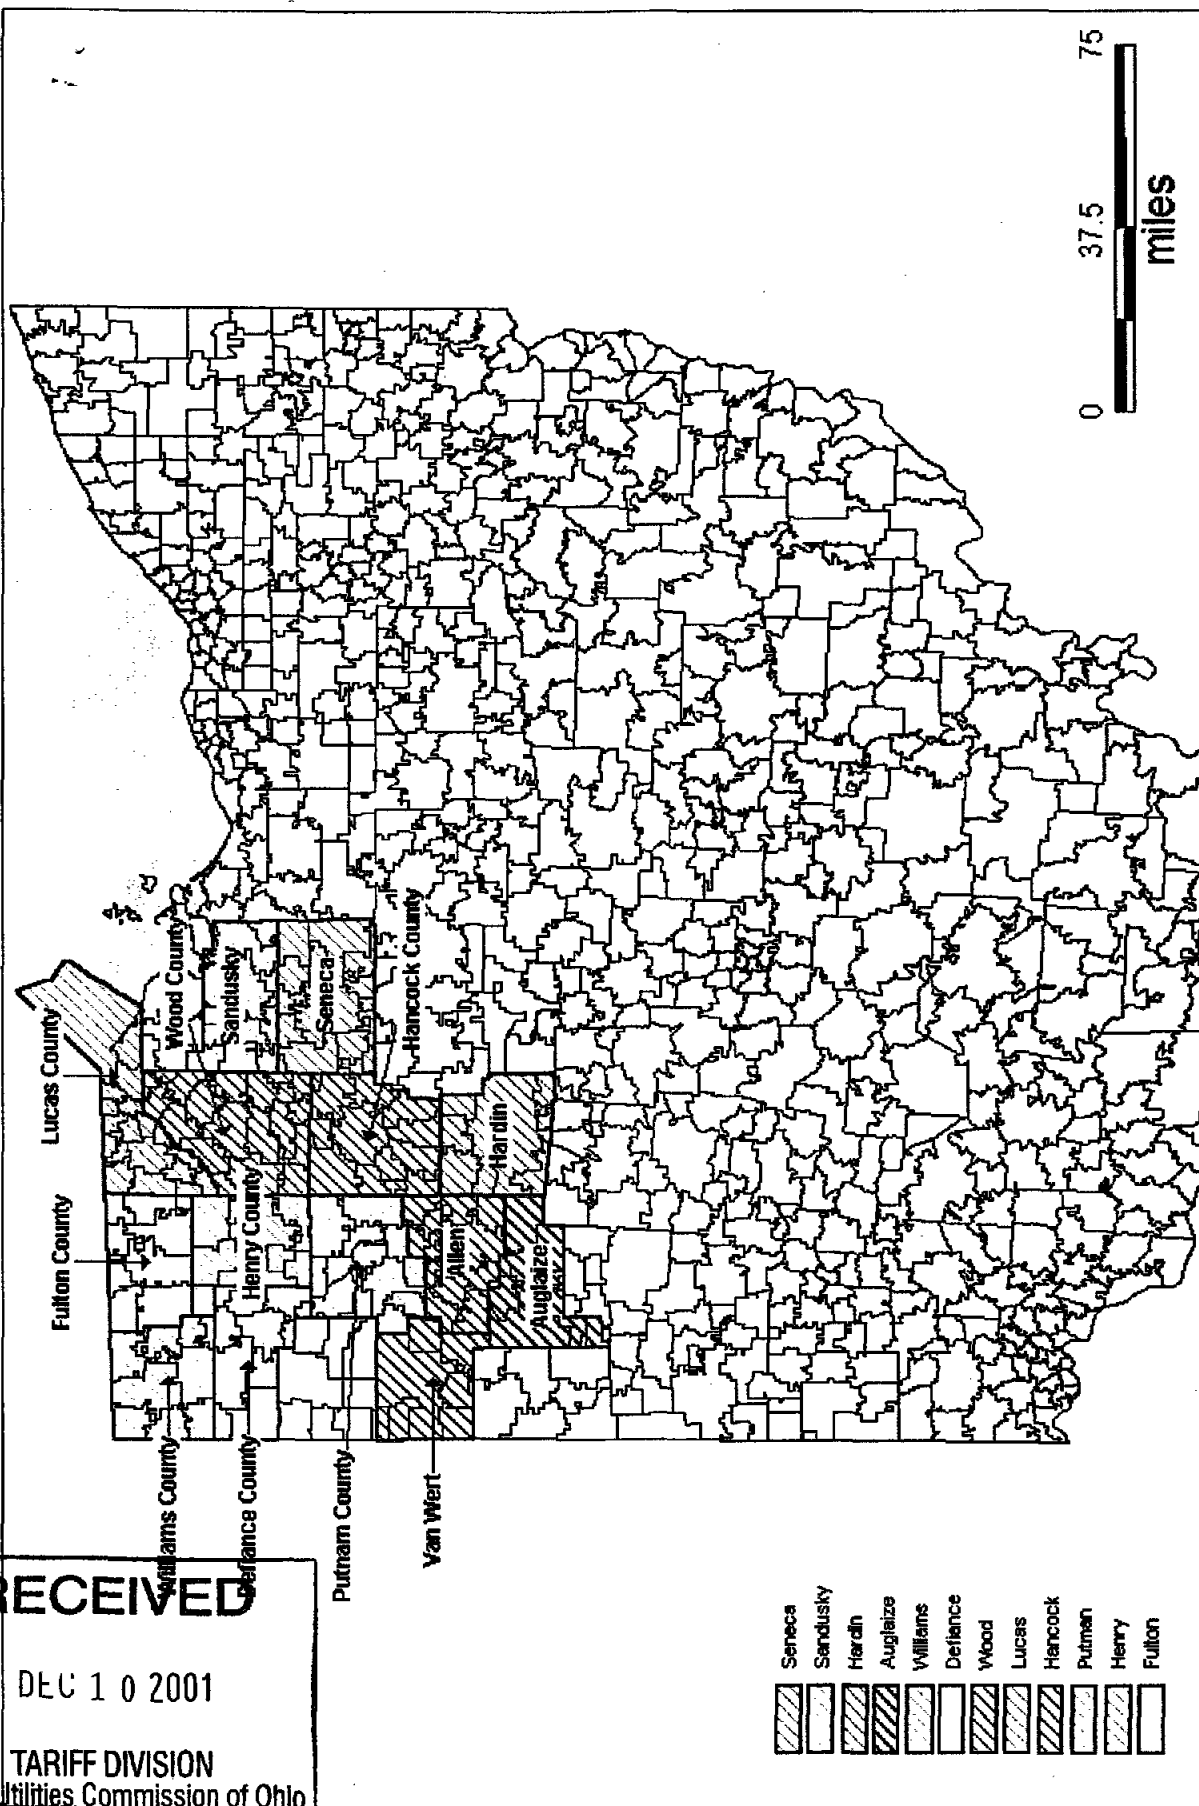 Lucas County
Fulton County
Wood County
Sandusky
Seneca
Hancock County
Hardin
Henry County
Allen
Auglaize
Williams County
Defiance County
Putnam County
Van Wert
0 37.5 75
miles
Seneca
Sandusky
Hardin
Auglaize
Williams
Defiance
Wood
Lucas
Hancock
Putman
Henry
Fulton
RECEIVED
DEC 10 2001
TARIFF DIVISION
Utilities Commission of Ohio